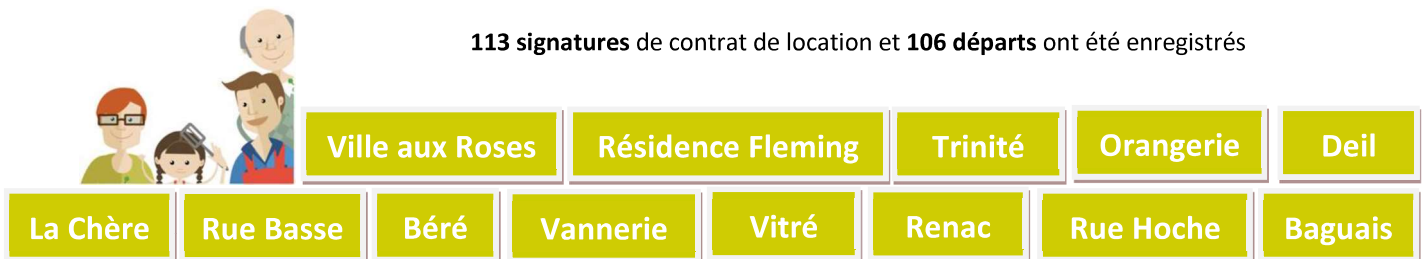 113 signatures de contrat de location et 106 départs ont été enregistrés
Ville aux Roses Résidence Fleming Trinité Orangerie Deil
La Chère Rue Basse Béré Vannerie Vitré Renac Rue Hoche Baguais